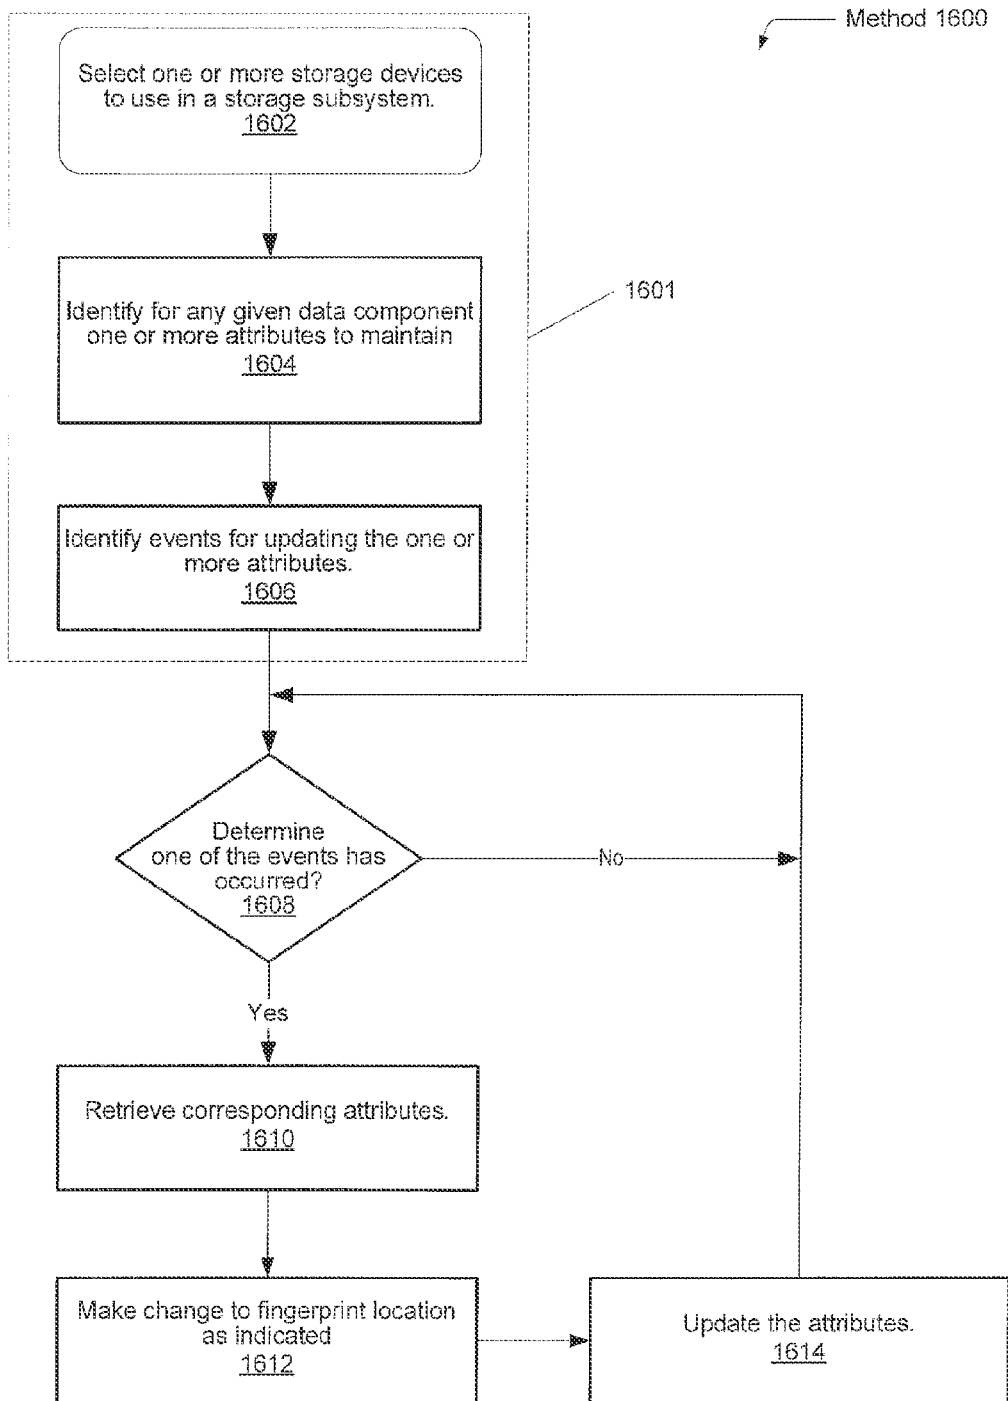 Method 1600
Select one or more storage devices
to use in a storage subsystem.
1602
Identify for any given data component
one or more attributes to maintain
1604
1601
Identify events for updating the one or
more attributes.
1606
Determine
one of the events has
occurred?
1608
No
Yes
Retrieve corresponding attributes.
1610
Make change to fingerprint location
as indicated
1612
Update the attributes.
1614